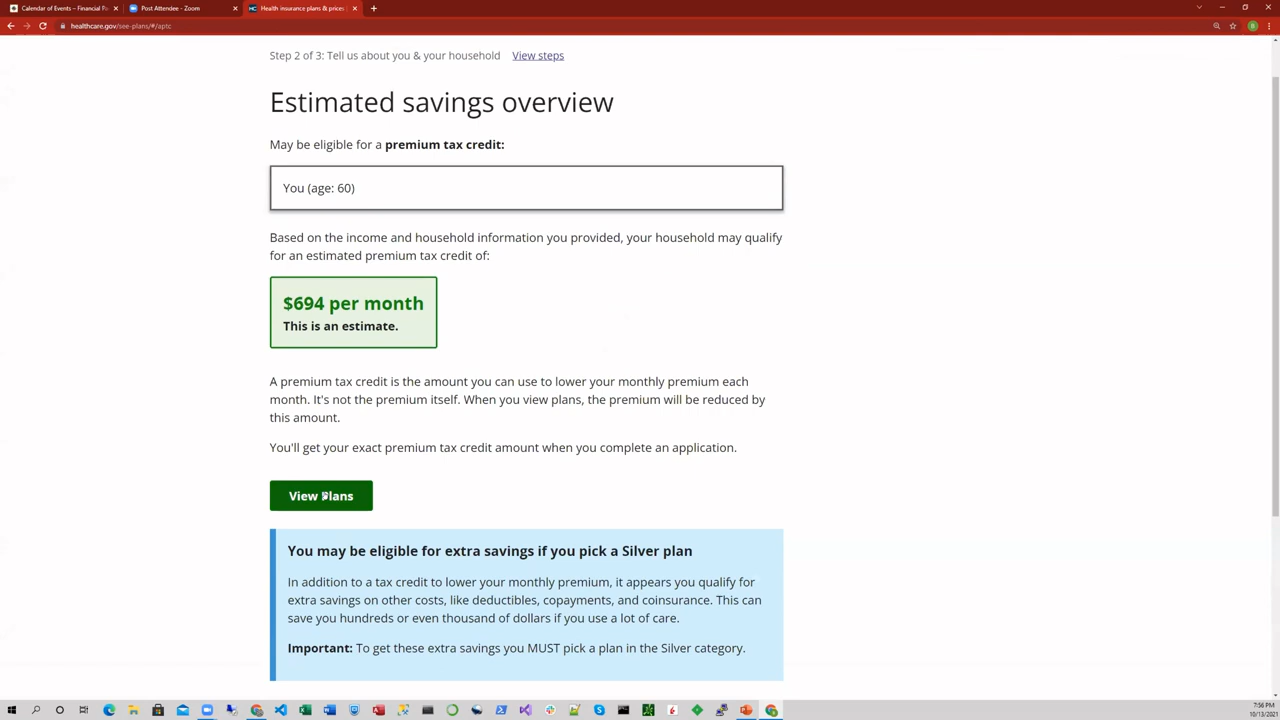 Calendar of Events – Financial Pa
Post Attendee - Zoom
Health insurance plans & prices
healthcare.gov/see-plans/#/aptc
Step 2 of 3: Tell us about you & your household View steps
Estimated savings overview
May be eligible for a premium tax credit:
You (age: 60)
Based on the income and household information you provided, your household may qualify
for an estimated premium tax credit of:
$694 per month
This is an estimate.
A premium tax credit is the amount you can use to lower your monthly premium each
month. It's not the premium itself. When you view plans, the premium will be reduced by
this amount.
You'll get your exact premium tax credit amount when you complete an application.
View Plans
You may be eligible for extra savings if you pick a Silver plan
In addition to a tax credit to lower your monthly premium, it appears you qualify for
extra savings on other costs, like deductibles, copayments, and coinsurance. This can
save you hundreds or even thousand of dollars if you use a lot of care.
Important: To get these extra savings you MUST pick a plan in the Silver category.
7:56 PM
10/13/2021